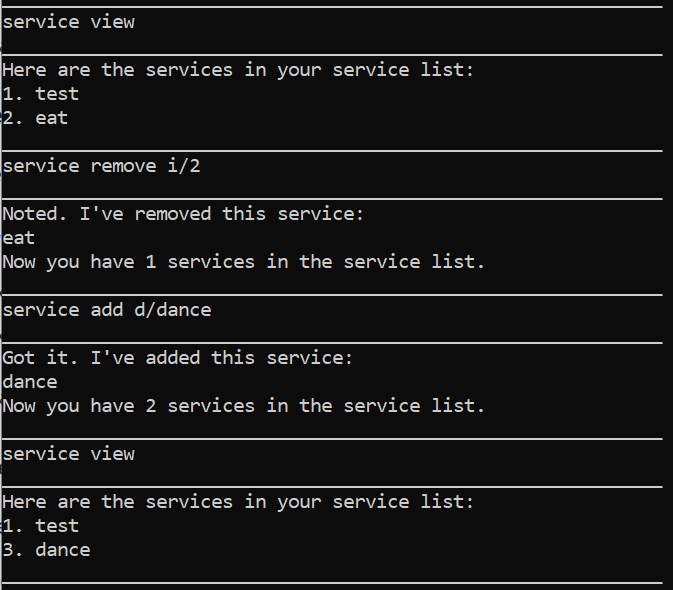 service view
Here are the services in your service list:
1. test
2. eat
service remove i/2
Noted. I've removed this service:
eat
Now you have 1 services in the service list.
service add d/dance
Got it. I've added this service:
dance
Now you have 2 services in the service list.
service view
Here are the services in your service list:
1. test
3. dance